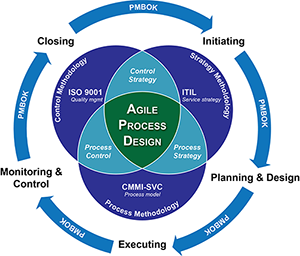 PMBOK
Closing
Initiating
PMBOK
PMBOK
Control Methodology
Strategy Methodology
Control
Strategy
ISO 9001
Quality mgmt
ITIL
Service strategy
AGILE
PROCESS
DESIGN
Process
Control
Process
Strategy
Monitoring &
Control
Planning & Design
CMMI-SVC
Process model
Process Methodology
PMBOK
PMBOK
Executing